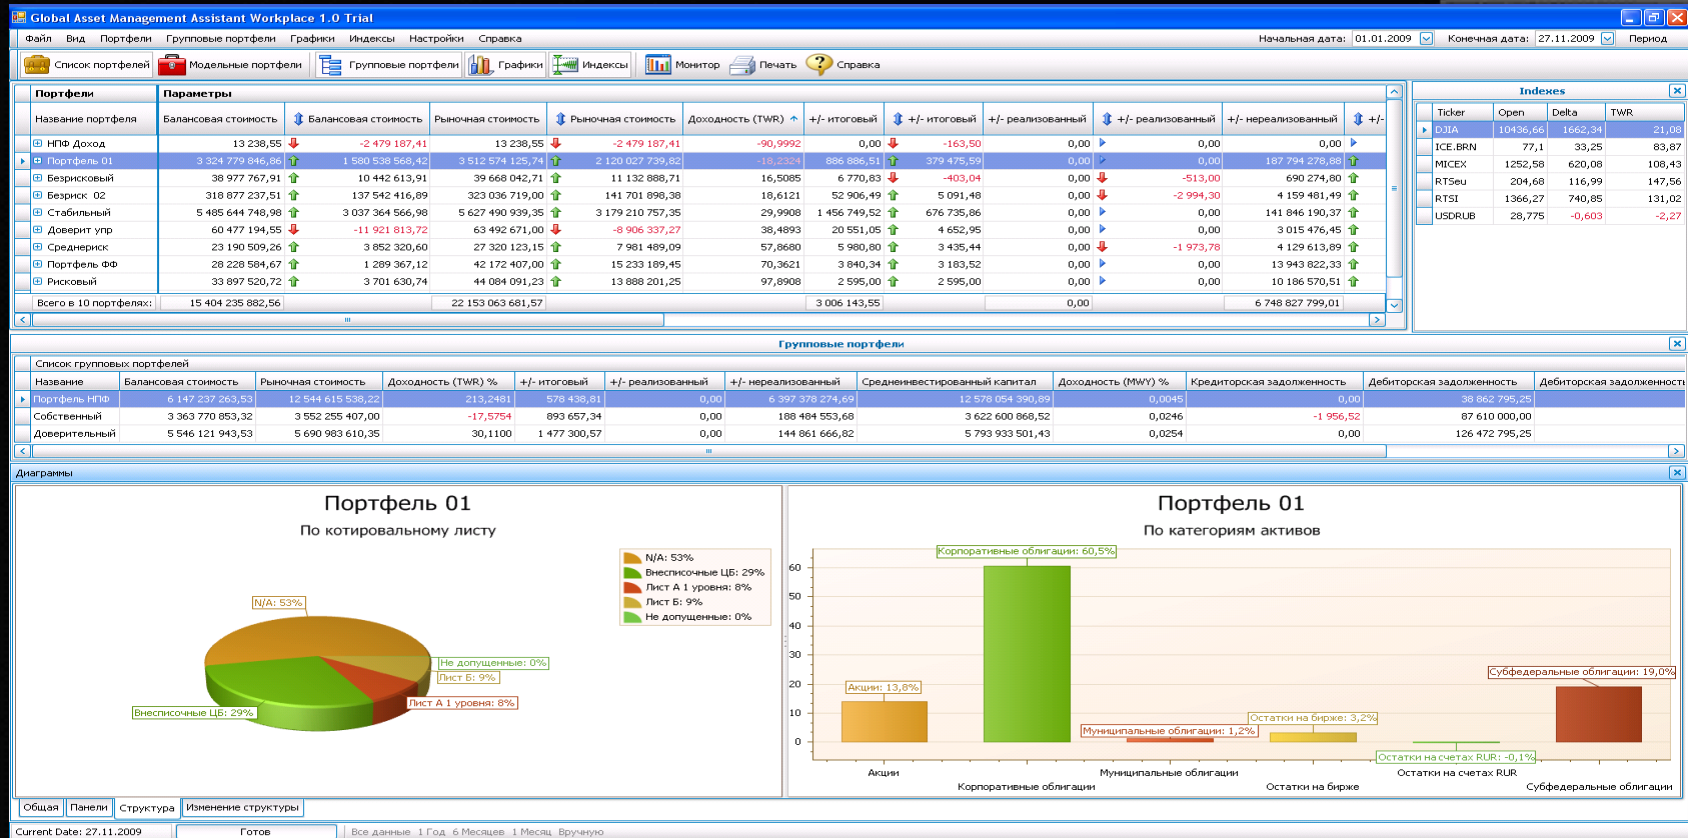 Global Asset Management Assistant Workplace 1.0 Trial
Файл Вид Портфели Групповые портфели Графики Индексы Настройки Справка Начальная дата: 01.01.2009 Конечная дата: 27.11.2009 Период
Список портфелей Модельные портфели Групповые портфели Графики Индексы Монитор Печать Справка
Портфели Параметры
Название портфеля Балансовая стоимость Балансовая стоимость Рыночная стоимость Рыночная стоимость Доходность (TWR) +/- итоговый +/- итоговый +/- реализованный +/- реализованный +/- нереализованный +/-
НПФ Доход 13 238,55 -2 479 187,41 13 238,55 -2 479 187,41 -90,9992 0,00 -163,50 0,00 0,00 0,00
Портфель 01 3 324 779 846,86 1 580 538 568,42 3 512 574 125,74 2 120 027 739,82 -18,2324 886 886,51 379 475,59 0,00 0,00 187 794 278,88
Безрисковый 38 977 767,91 10 442 613,91 39 668 042,71 11 132 888,71 16,5085 6 770,83 -403,04 0,00 -513,00 690 274,80
Безриск 02 318 877 237,51 137 542 416,89 323 036 719,00 141 701 898,38 18,6121 52 906,49 5 091,48 0,00 -2 994,30 4 159 481,49
Стабильный 5 485 644 748,98 3 037 364 566,98 5 627 490 939,35 3 179 210 757,35 29,9908 1 456 749,52 676 735,86 0,00 0,00 141 846 190,37
Доверит упр 60 477 194,55 -11 921 813,72 63 492 671,00 -8 906 337,27 38,4893 20 551,05 4 652,95 0,00 0,00 3 015 476,45
Среднериск 23 190 509,26 3 852 320,60 27 320 123,15 7 981 489,09 57,8680 5 980,80 3 435,44 0,00 -1 973,78 4 129 613,89
Портфель ФФ 28 228 584,67 1 289 367,12 42 172 407,00 15 233 189,45 70,3621 3 840,34 3 183,52 0,00 0,00 13 943 822,33
Рисковый 33 897 520,72 3 701 630,74 44 084 091,23 13 888 201,25 97,8908 2 595,00 2 595,00 0,00 0,00 10 186 570,51
Всего в 10 портфелях: 15 404 235 882,56 22 153 063 681,57 3 006 143,55 0,00 6 748 827 799,01
Indexes
Ticker Open Delta TWR
DJIA 10436,66 1662,34 21,08
ICE.BRN 77,1 33,25 83,87
MICEX 1252,58 620,08 108,43
RTSeu 204,68 116,99 147,56
RTSI 1366,27 740,85 131,02
USDRUB 28,775 -0,603 -2,27
Групповые портфели
Список групповых портфелей
Название Балансовая стоимость Рыночная стоимость Доходность (TWR) % +/- итоговый +/- реализованный +/- нереализованный Среднеинвестированный капитал Доходность (MWY) % Кредиторская задолженность Дебиторская задолженность Дебиторская задолженность
Портфель НПФ 6 147 237 263,53 12 544 615 538,22 213,2481 578 438,81 0,00 6 397 378 274,69 12 578 054 390,89 0,0045 0,00 38 862 795,25
Собственный 3 363 770 853,32 3 552 255 407,00 -17,5754 893 657,34 0,00 188 484 553,68 3 622 600 868,52 0,0246 -1 956,52 87 610 000,00
Доверительный 5 546 121 943,53 5 690 983 610,35 30,1100 1 477 300,57 0,00 144 861 666,82 5 793 933 501,43 0,0254 0,00 126 472 795,25
Диаграммы
Портфель 01
По котировальному листу
N/A: 53%
Внесписочные ЦБ: 29%
Лист А 1 уровня: 8%
Лист Б: 9%
Не допущенные: 0%
N/A: 53%
Не допущенные: 0%
Лист Б: 9%
Лист А 1 уровня: 8%
Внесписочные ЦБ: 29%
Портфель 01
По категориям активов
Корпоративные облигации: 60,5%
Субфедеральные облигации: 19,0%
Акции: 13,8%
Остатки на бирже: 3,2%
Муниципальные облигации: 1,2%
Остатки на счетах RUR: -0,1%
60
50
40
30
20
10
0
Акции Муниципальные облигации Остатки на счетах RUR
Корпоративные облигации Остатки на бирже Субфедеральные облигации
Общая Панели Структура Изменение структуры
Current Date: 27.11.2009 Готов Все данные 1 Год 6 Месяцев 1 Месяц Вручную